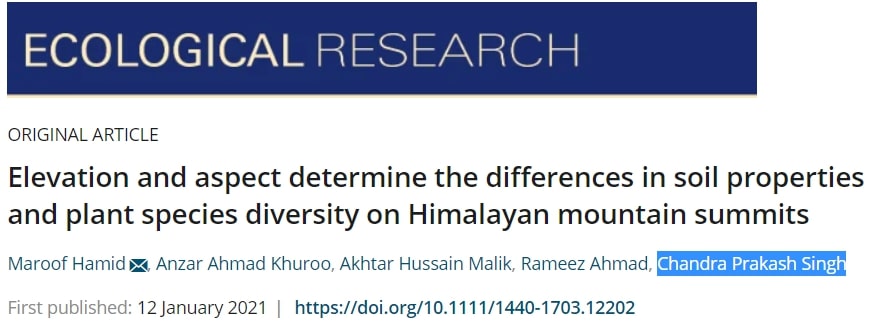 ECOLOGICAL RESEARCH
ORIGINAL ARTICLE
Elevation and aspect determine the differences in soil properties
and plant species diversity on Himalayan mountain summits
Maroof Hamid, Anzar Ahmad Khuroo, Akhtar Hussain Malik, Rameez Ahmad, Chandra Prakash Singh
First published: 12 January 2021 | https://doi.org/10.1111/1440-1703.12202